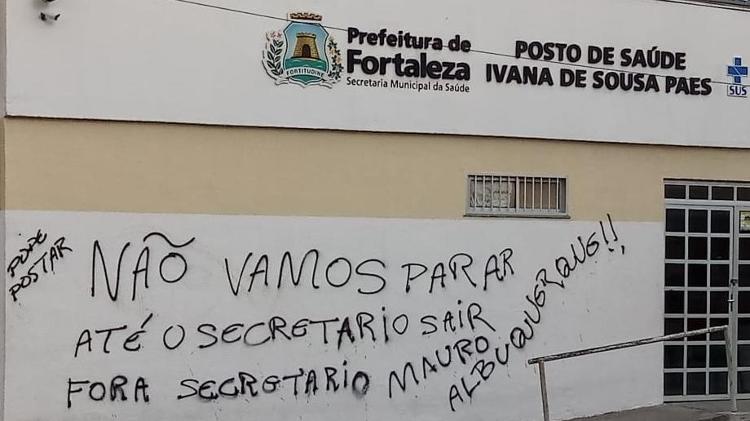 Prefeitura de
Fortaleza
Secretaria Municipal da Saúde
FORTITUDINE
POSTO DE SAÚDE
IVANA DE SOUSA PAES
SUS
PODE
POSTAR
NÃO VAMOS PARAR
ATÉ O SECRETARIO SAIR
FORA SECRETARIO MAURO
ALBUQUERQUE!!